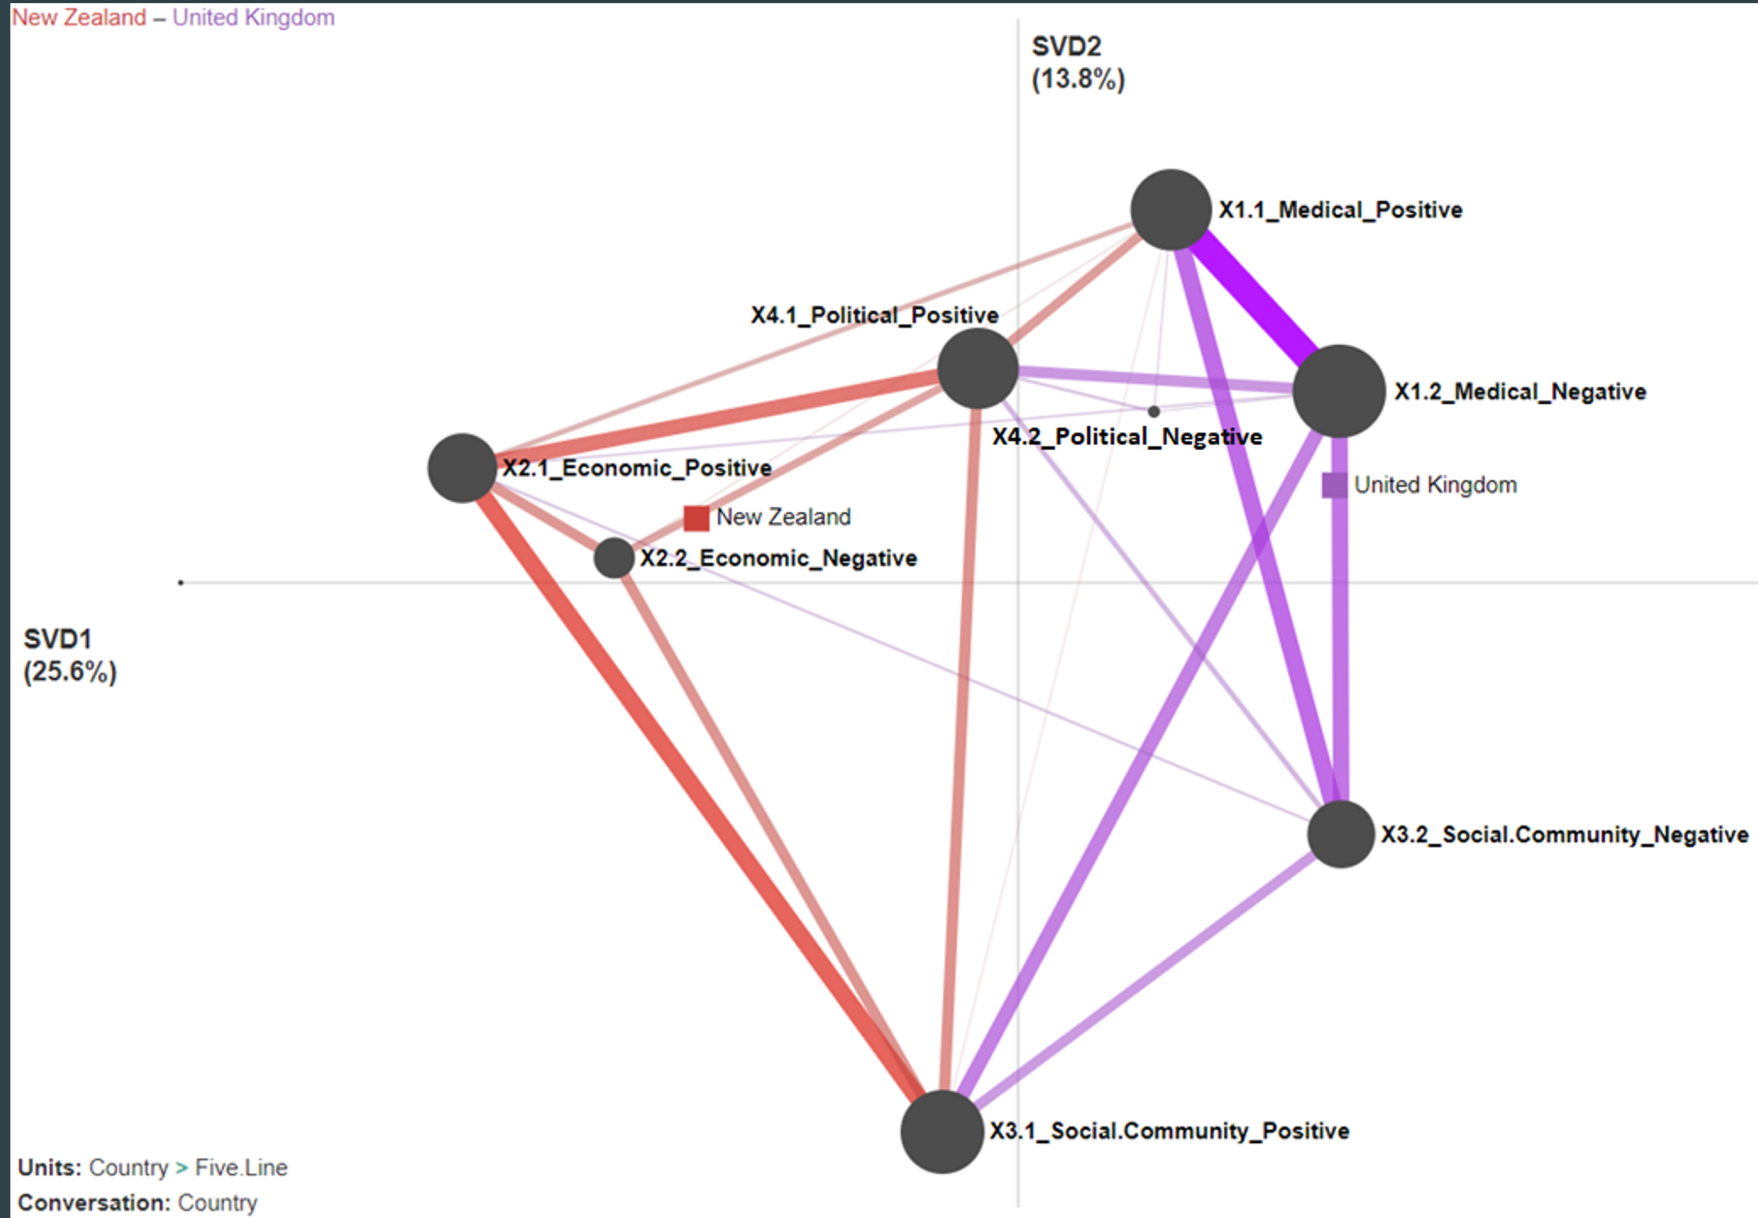 New Zealand – United Kingdom
SVD2
(13.8%)
X1.1_Medical_Positive
X4.1_Political_Positive
X1.2_Medical_Negative
X4.2_Political_Negative
X2.1_Economic_Positive
United Kingdom
New Zealand
X2.2_Economic_Negative
SVD1
(25.6%)
X3.2_Social.Community_Negative
X3.1_Social.Community_Positive
Units: Country > Five.Line
Conversation: Country